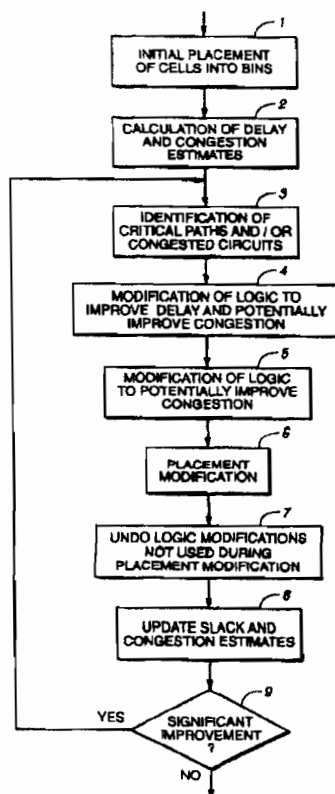 1
INITIAL PLACEMENT
OF CELLS INTO BINS
2
CALCULATION OF DELAY
AND CONGESTION
ESTIMATES
3
IDENTIFICATION OF
CRITICAL PATHS AND / OR
CONGESTED CIRCUITS
4
MODIFICATION OF LOGIC TO
IMPROVE DELAY AND POTENTIALLY
IMPROVE CONGESTION
5
MODIFICATION OF LOGIC
TO POTENTIALLY IMPROVE
CONGESTION
6
PLACEMENT
MODIFICATION
7
UNDO LOGIC MODIFICATIONS
NOT USED DURING
PLACEMENT MODIFICATION
8
UPDATE SLACK AND
CONGESTION ESTIMATES
9
YES
SIGNIFICANT
IMPROVEMENT
?
NO